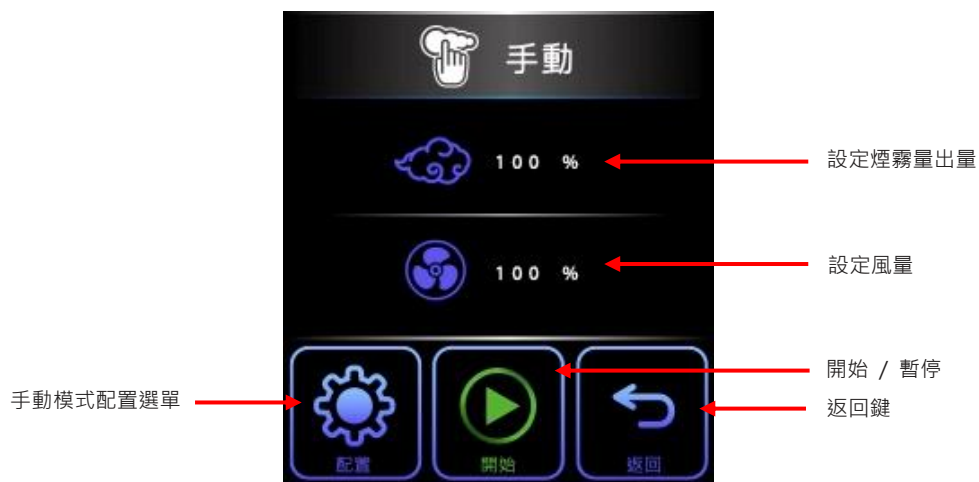 手動
100 %
設定煙霧量出量
100 %
設定風量
開始 / 暫停
手動模式配置選單
返回鍵
配置
開始
返回